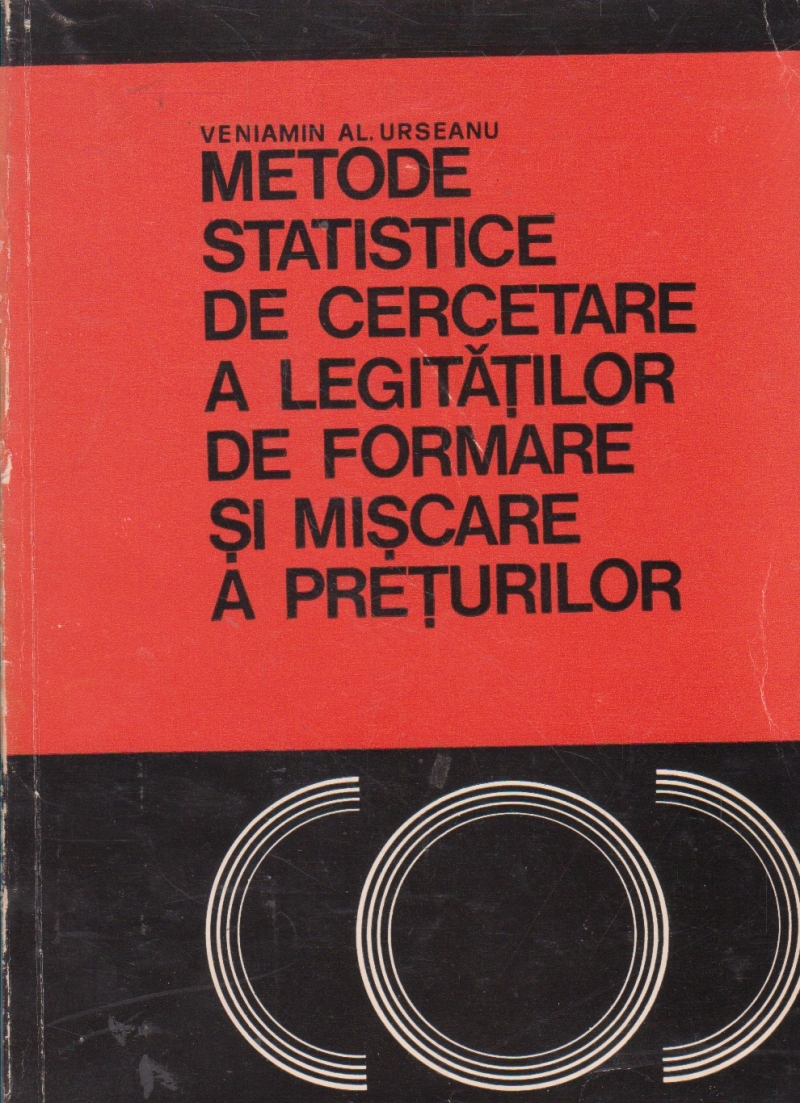 VENIAMIN AL. URSEANU
METODE
STATISTICE
DE CERCETARE
A LEGITĂȚILOR
DE FORMARE
ȘI MIȘCARE
A PREȚURILOR